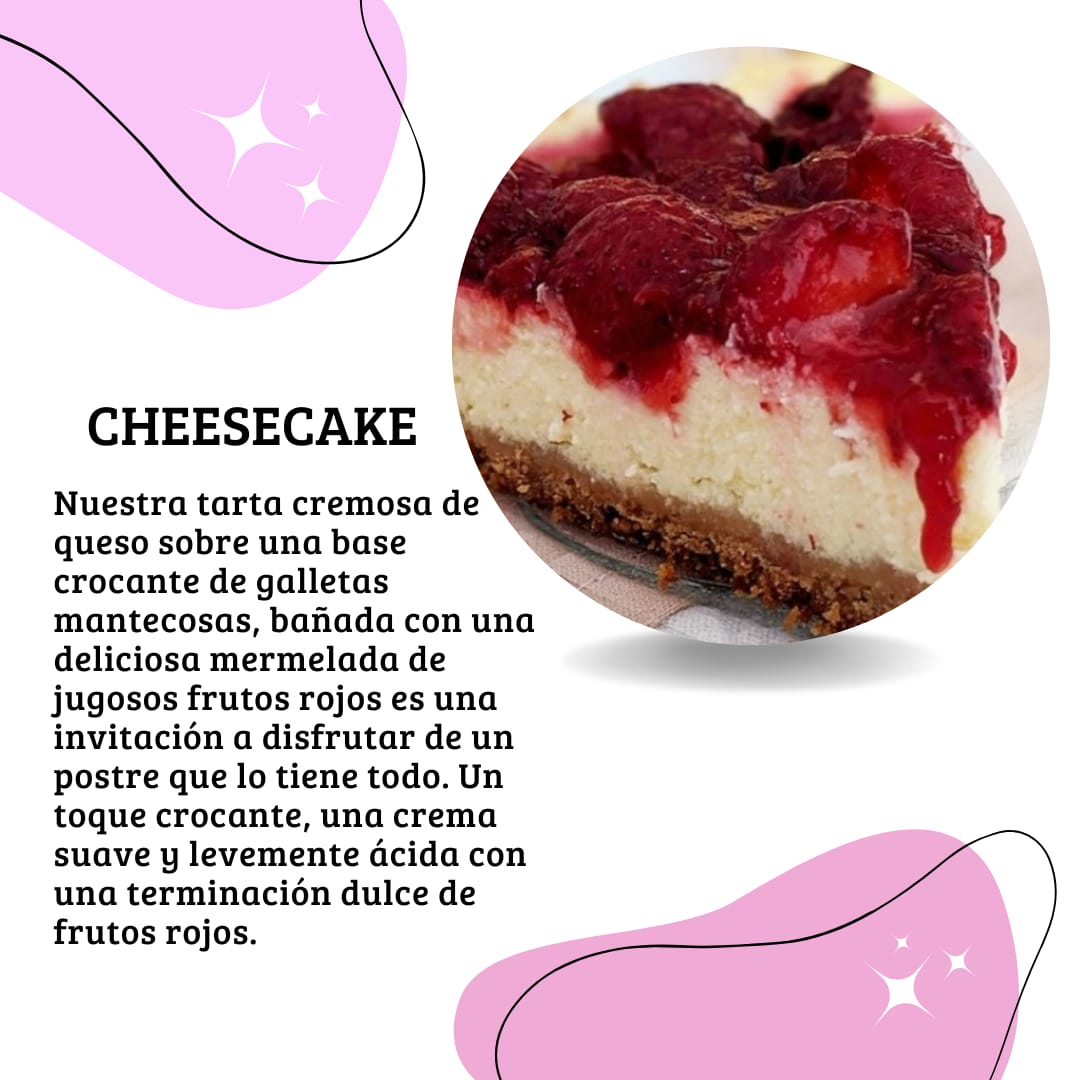 CHEESECAKE
Nuestra tarta cremosa de
queso sobre una base
crocante de galletas
mantecosas, bañada con una
deliciosa mermelada de
jugosos frutos rojos es una
invitación a disfrutar de un
postre que lo tiene todo. Un
toque crocante, una crema
suave y levemente ácida con
una terminación dulce de
frutos rojos.